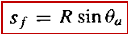 s_f = R sin θ_a